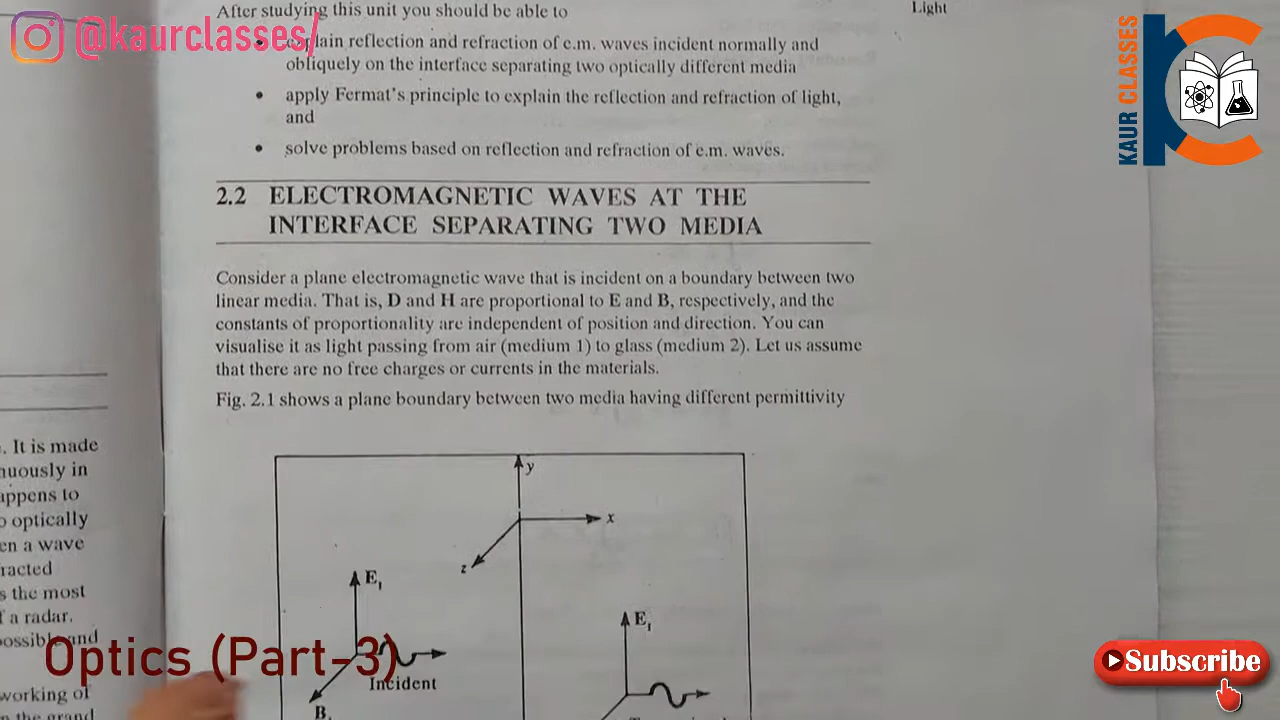 After studying this unit you should be able to
Light
@kaurclasses/
explain reflection and refraction of e.m. waves incident normally and
obliquely on the interface separating two optically different media
• apply Fermat's principle to explain the reflection and refraction of light,
and
• solve problems based on reflection and refraction of e.m. waves.
KAUR CLASSES
2.2 ELECTROMAGNETIC WAVES AT THE
INTERFACE SEPARATING TWO MEDIA
Consider a plane electromagnetic wave that is incident on a boundary between two
linear media. That is, D and H are proportional to E and B, respectively, and the
constants of proportionality are independent of position and direction. You can
visualise it as light passing from air (medium 1) to glass (medium 2). Let us assume
that there are no free charges or currents in the materials.
Fig. 2.1 shows a plane boundary between two media having different permittivity
y
x
z
E
E
Incident
B
. It is made
to
optically
en a wave
s the most
a radar.
and
working of
the grand
Optics (Part-3)
Subscribe